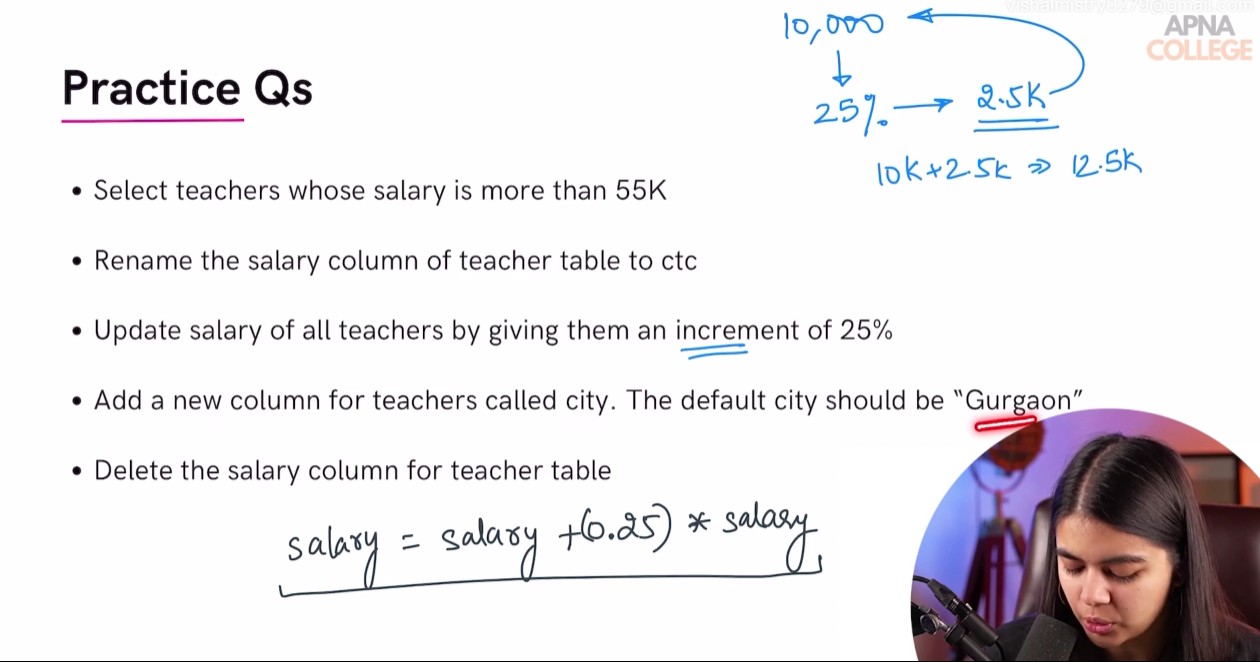 vishalmistry0279@gmail.com
APNA
COLLEGE
10,000
↓
25% → 2.5K
10K+2.5K ⇒ 12.5K
Practice Qs
• Select teachers whose salary is more than 55K
• Rename the salary column of teacher table to ctc
• Update salary of all teachers by giving them an increment of 25%
• Add a new column for teachers called city. The default city should be “Gurgaon”
• Delete the salary column for teacher table
salary = salary +(0.25) * salary